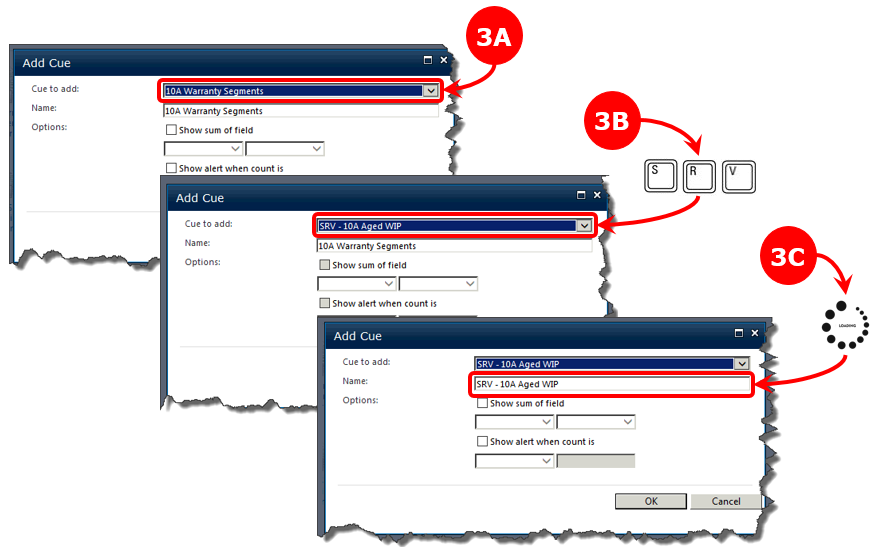 3A
Add Cue
Cue to add:
10A Warranty Segments
Name:
10A Warranty Segments
Options:
Show sum of field
Show alert when count is
3B
S R V
Add Cue
Cue to add:
SRV - 10A Aged WIP
Name:
10A Warranty Segments
Options:
Show sum of field
Show alert when count is
3C
LOADING
Add Cue
Cue to add:
SRV - 10A Aged WIP
Name:
SRV - 10A Aged WIP
Options:
Show sum of field
Show alert when count is
OK Cancel